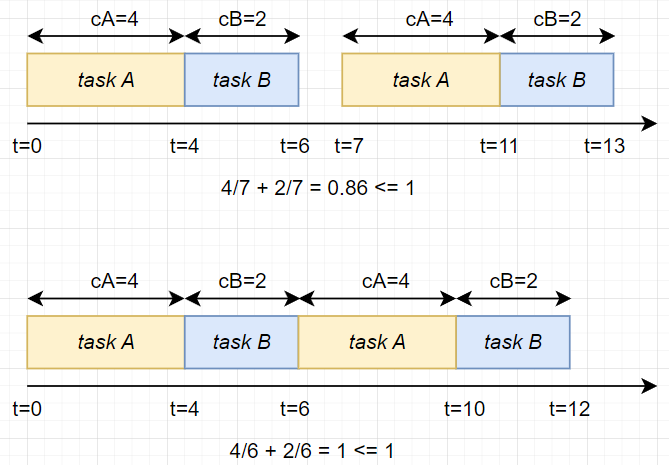 cA=4 cB=2 cA=4 cB=2
task A task B task A task B
t=0 t=4 t=6 t=7 t=11 t=13
4/7 + 2/7 = 0.86 <= 1
cA=4 cB=2 cA=4 cB=2
task A task B task A task B
t=0 t=4 t=6 t=10 t=12
4/6 + 2/6 = 1 <= 1